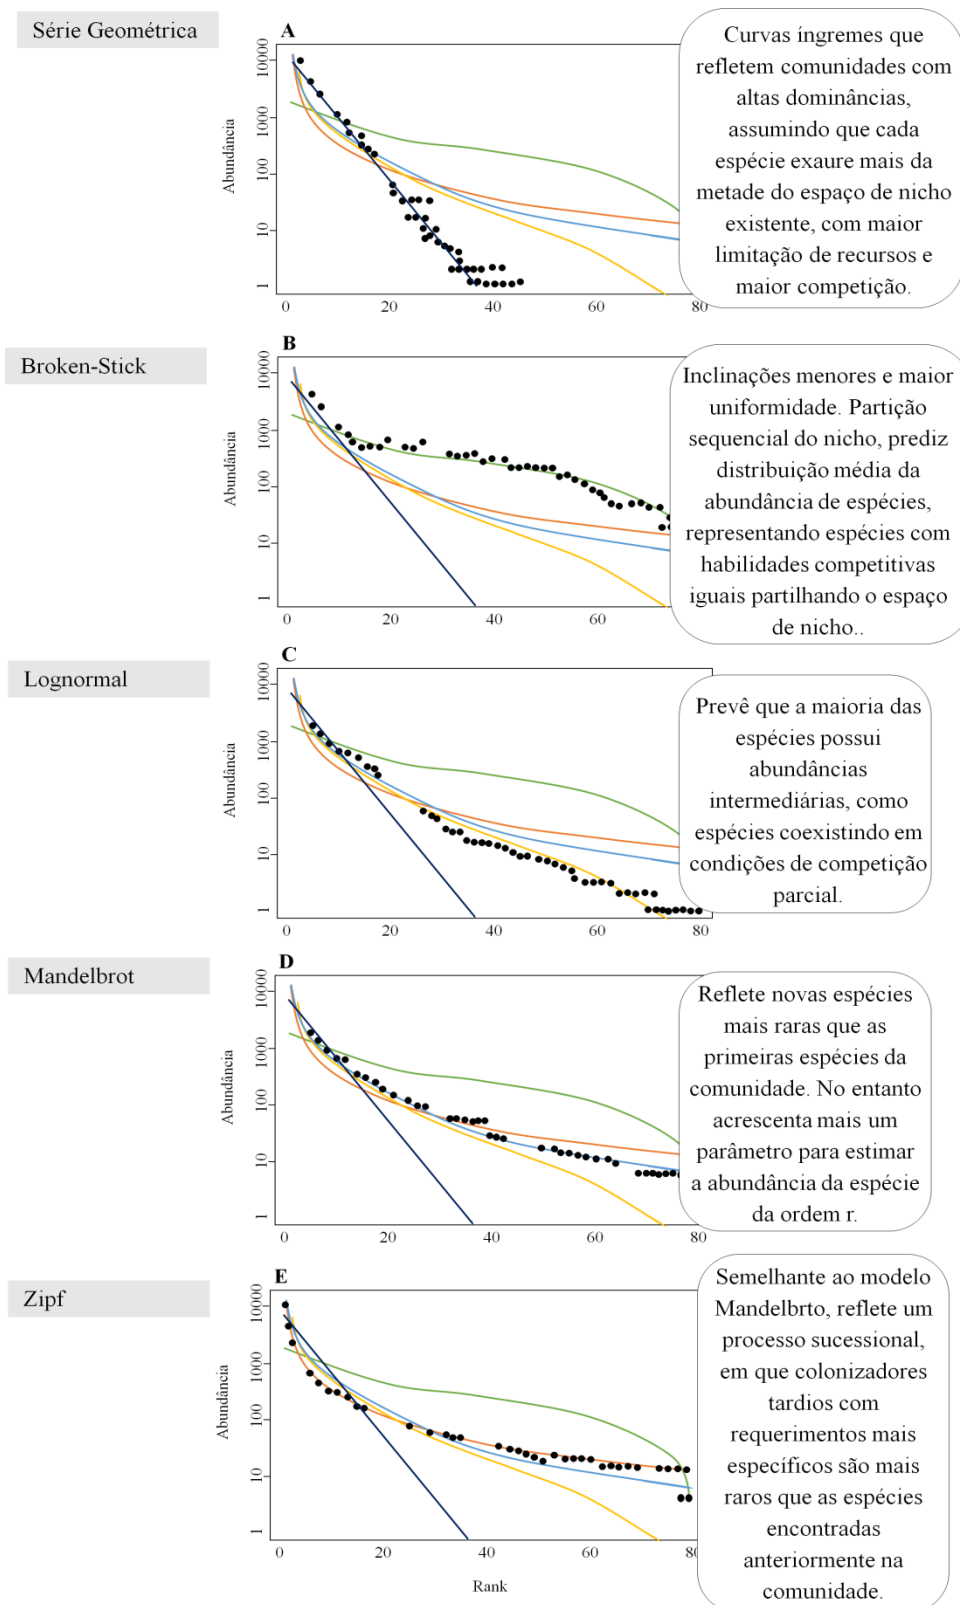 Série Geométrica
A
Abundância
10000
1000
100
10
1
0
20
40
60
80
Curvas íngremes que
refletem comunidades com
altas dominâncias,
assumindo que cada
espécie exaure mais da
metade do espaço de nicho
existente, com maior
limitação de recursos e
maior competição.
Broken-Stick
B
Abundância
10000
1000
100
10
1
0
20
40
60
Inclinações menores e maior
uniformidade. Partição
sequencial do nicho, prediz
distribuição média da
abundância de espécies,
representando espécies com
habilidades competitivas
iguais partilhando o espaço
de nicho..
Lognormal
C
Abundância
10000
1000
100
10
1
0
20
40
60
80
Prevê que a maioria das
espécies possui
abundâncias
intermediárias, como
espécies coexistindo em
condições de competição
parcial.
Mandelbrot
D
Abundância
10000
1000
100
10
1
0
20
40
60
80
Reflete novas espécies
mais raras que as
primeiras espécies da
comunidade. No entanto
acrescenta mais um
parâmetro para estimar
a abundância da espécie
da ordem r.
Zipf
E
Abundância
10000
1000
100
10
1
0
20
40
60
80
Rank
Semelhante ao modelo
Mandelbrto, reflete um
processo sucessional,
em que colonizadores
tardios com
requerimentos mais
específicos são mais
raros que as espécies
encontradas
anteriormente na
comunidade.